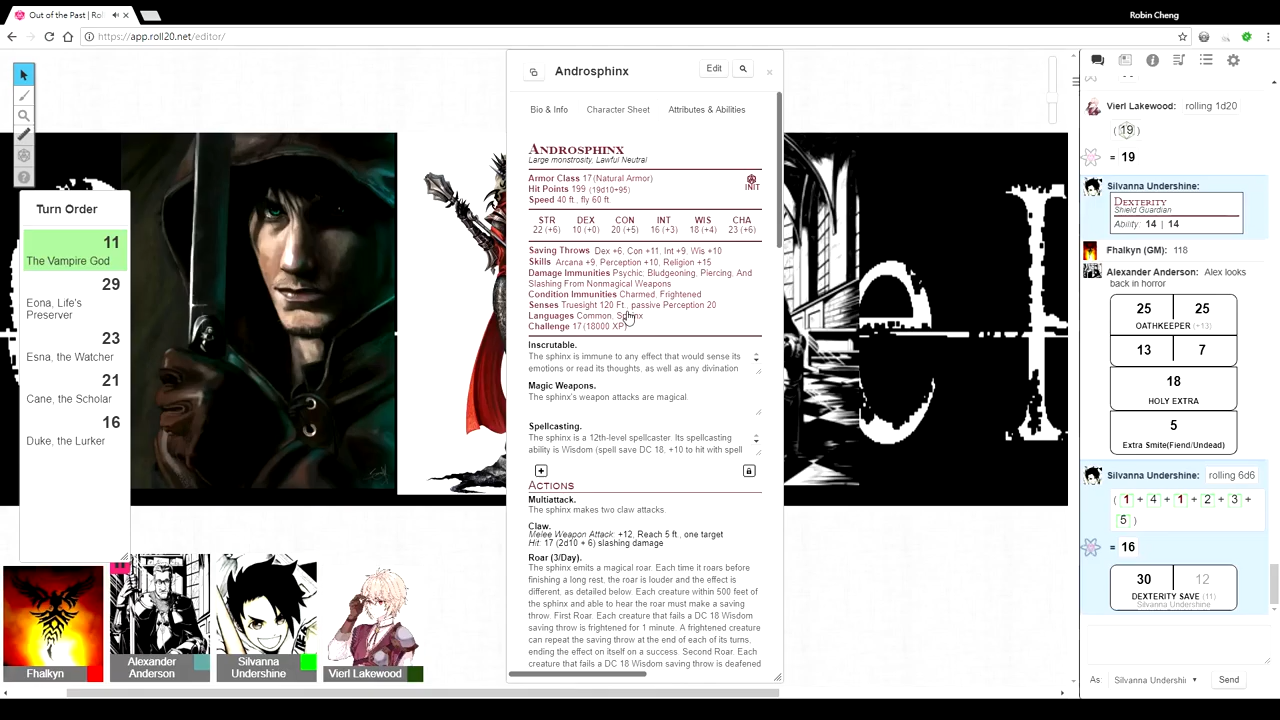 Out of the Past | Rol
Robin Cheng
https://app.roll20.net/editor/
Turn Order
11
The Vampire God
29
Eona, Life's
Preserver
23
Esna, the Watcher
21
Cane, the Scholar
16
Duke, the Lurker
Fhalkyn
Alexander
Anderson
Silvanna
Undershine
Vierl Lakewood
Androsphinx
Edit
Bio & Info
Character Sheet
Attributes & Abilities
Androsphinx
Large monstrosity, Lawful Neutral
Armor Class 17 (Natural Armor)
Hit Points 199 (19d10+95)
Speed 40 ft., fly 60 ft.
INIT
STR DEX CON INT WIS CHA
22 (+6) 10 (+0) 20 (+5) 16 (+3) 18 (+4) 23 (+6)
Saving Throws Dex +6, Con +11, Int +9, Wis +10
Skills Arcana +9, Perception +10, Religion +15
Damage Immunities Psychic, Bludgeoning, Piercing, And
Slashing From Nonmagical Weapons
Condition Immunities Charmed, Frightened
Senses Truesight 120 Ft., passive Perception 20
Languages Common, Sphinx
Challenge 17 (18000 XP)
Inscrutable.
The sphinx is immune to any effect that would sense its
emotions or read its thoughts, as well as any divination
Magic Weapons.
The sphinx's weapon attacks are magical.
Spellcasting.
The sphinx is a 12th-level spellcaster. Its spellcasting
ability is Wisdom (spell save DC 18, +10 to hit with spell
Actions
Multiattack.
The sphinx makes two claw attacks.
Claw.
Melee Weapon Attack: +12, Reach 5 ft., one target
Hit: 17 (2d10 + 6) slashing damage
Roar (3/Day).
The sphinx emits a magical roar. Each time it roars before
finishing a long rest, the roar is louder and the effect is
different, as detailed below. Each creature within 500 feet of
the sphinx and able to hear the roar must make a saving
throw. First Roar. Each creature that fails a DC 18 Wisdom
saving throw is frightened for 1 minute. A frightened creature
can repeat the saving throw at the end of each of its turns,
ending the effect on itself on a success. Second Roar. Each
creature that fails a DC 18 Wisdom saving throw is deafened
Vierl Lakewood: rolling 1d20
(19)
= 19
Silvanna Undershine:
Dexterity
Shield Guardian
Ability: 14 | 14
Fhalkyn (GM): 118
Alexander Anderson: Alex looks
back in horror
25 25
OATHKEEPER (+13)
13 7
18
HOLY EXTRA
5
Extra Smite(Fiend/Undead)
Silvanna Undershine: rolling 6d6
( 1 + 4 + 1 + 2 + 3 +
5 )
= 16
30 12
DEXTERITY SAVE (11)
Silvanna Undershine
As: Silvanna Undershi
Send